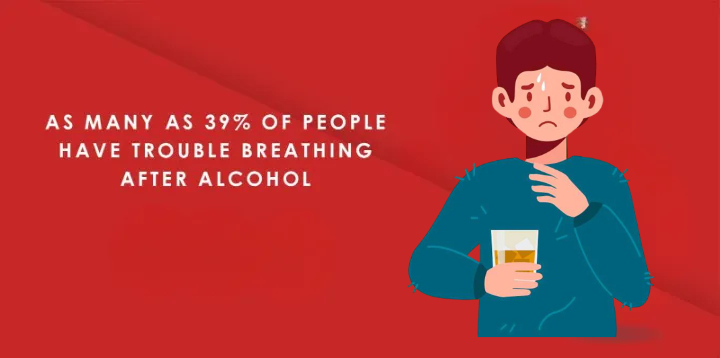 AS MANY AS 39% OF PEOPLE
HAVE TROUBLE BREATHING
AFTER ALCOHOL